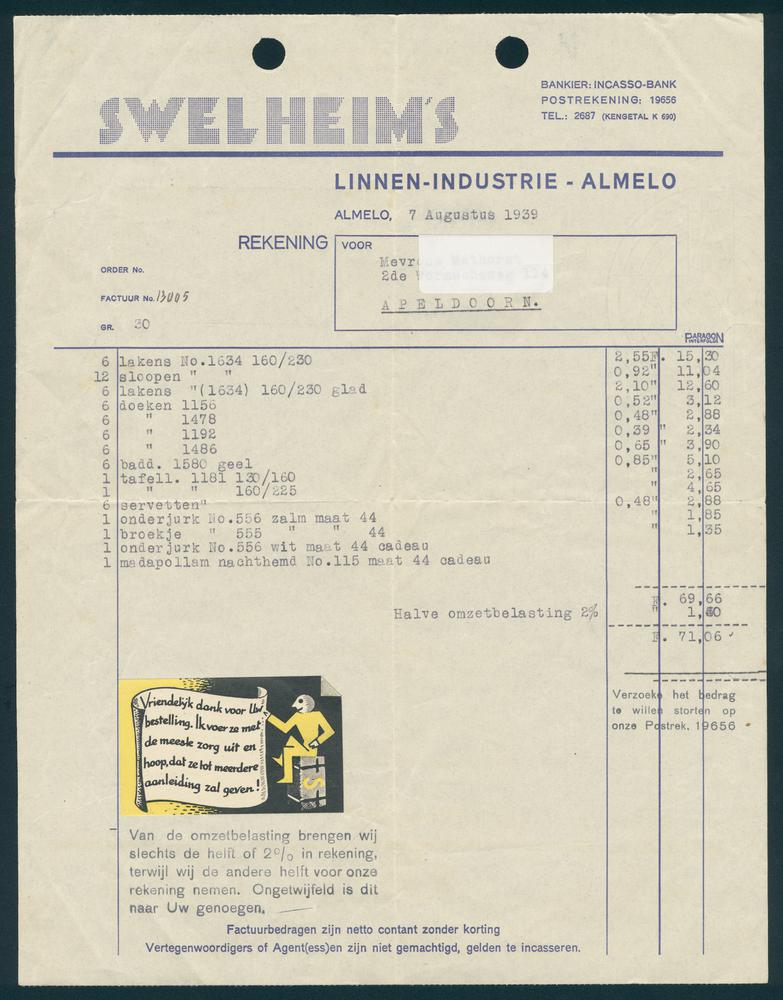 SWELHEIM'S
BANKIER: INCASSO-BANK
POSTREKENING: 19656
TEL.: 2687 (KENGETAL K 690)
LINNEN-INDUSTRIE - ALMELO
ALMELO, 7 Augustus 1939
REKENING VOOR
Mevr
2de
APELDOORN.
ORDER No.
FACTUUR No. 13005
GR. 30
PARAGON
6 lakens No.1634 160/230 2,55 F. 15,30
12 sloopen " " 0,92" 11,04
6 lakens "(1634) 160/230 glad 2,10" 12,60
6 doeken 1156 0,52" 3,12
6 " 1478 0,48" 2,88
6 " 1192 0,39 " 2,34
6 " 1486 0,65 " 3,90
6 badd. 1580 geel 0,85" 5,10
1 tafell. 1181 130/160 " 2,65
1 " " 160/225 " 4,65
6 servetten" 0,48" 2,88
1 onderjurk No.556 zalm maat 44 " 1,85
1 broekje " 555 " " 44 " 1,35
1 onderjurk No.556 wit maat 44 cadeau
1 madapollam nachthemd No.115 maat 44 cadeau
F. 69,66
Halve omzetbelasting 2% " 1,40
F. 71,06
Verzoeke het bedrag
te willen storten op
onze Postrek. 19656
Vriendelijk dank voor Uw
bestelling. Ik voer ze met
de meeste zorg uit en
hoop, dat ze tot meerdere
aanleiding zal geven!
S
Van de omzetbelasting brengen wij
slechts de helft of 2% in rekening,
terwijl wij de andere helft voor onze
rekening nemen. Ongetwijfeld is dit
naar Uw genoegen.
Factuurbedragen zijn netto contant zonder korting
Vertegenwoordigers of Agent(ess)en zijn niet gemachtigd, gelden te incasseren.